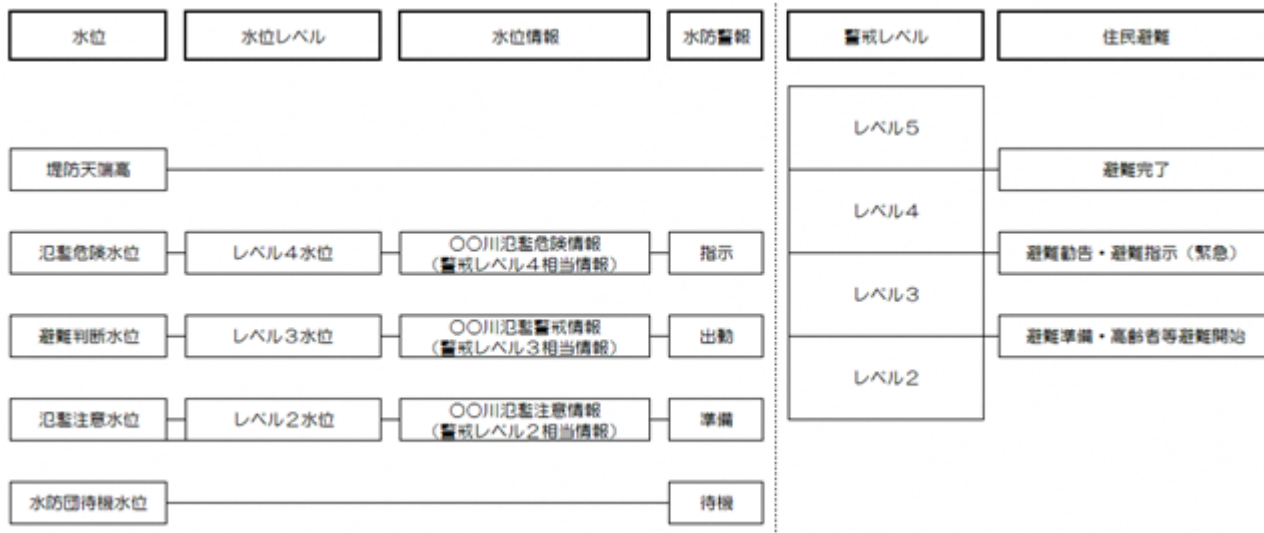 水位
水位レベル
水位情報
水防警報
警戒レベル
住民避難
レベル5
堤防天端高
避難完了
レベル4
氾濫危険水位
レベル4水位
〇〇川氾濫危険情報
(警戒レベル4相当情報)
指示
避難勧告・避難指示(緊急)
レベル3
避難判断水位
レベル3水位
〇〇川氾濫警戒情報
(警戒レベル3相当情報)
出動
避難準備・高齢者等避難開始
レベル2
氾濫注意水位
レベル2水位
〇〇川氾濫注意情報
(警戒レベル2相当情報)
準備
水防団待機水位
待機